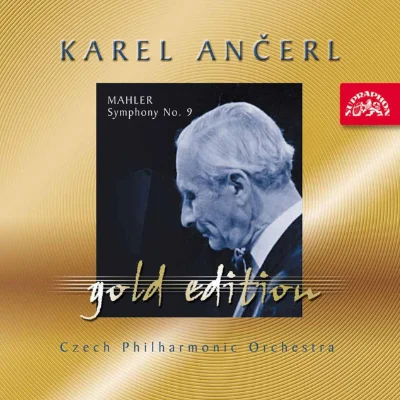 KAREL ANČERL
MAHLER
Symphony No. 9
SUPRAPHON
gold edition
Czech Philharmonic Orchestra